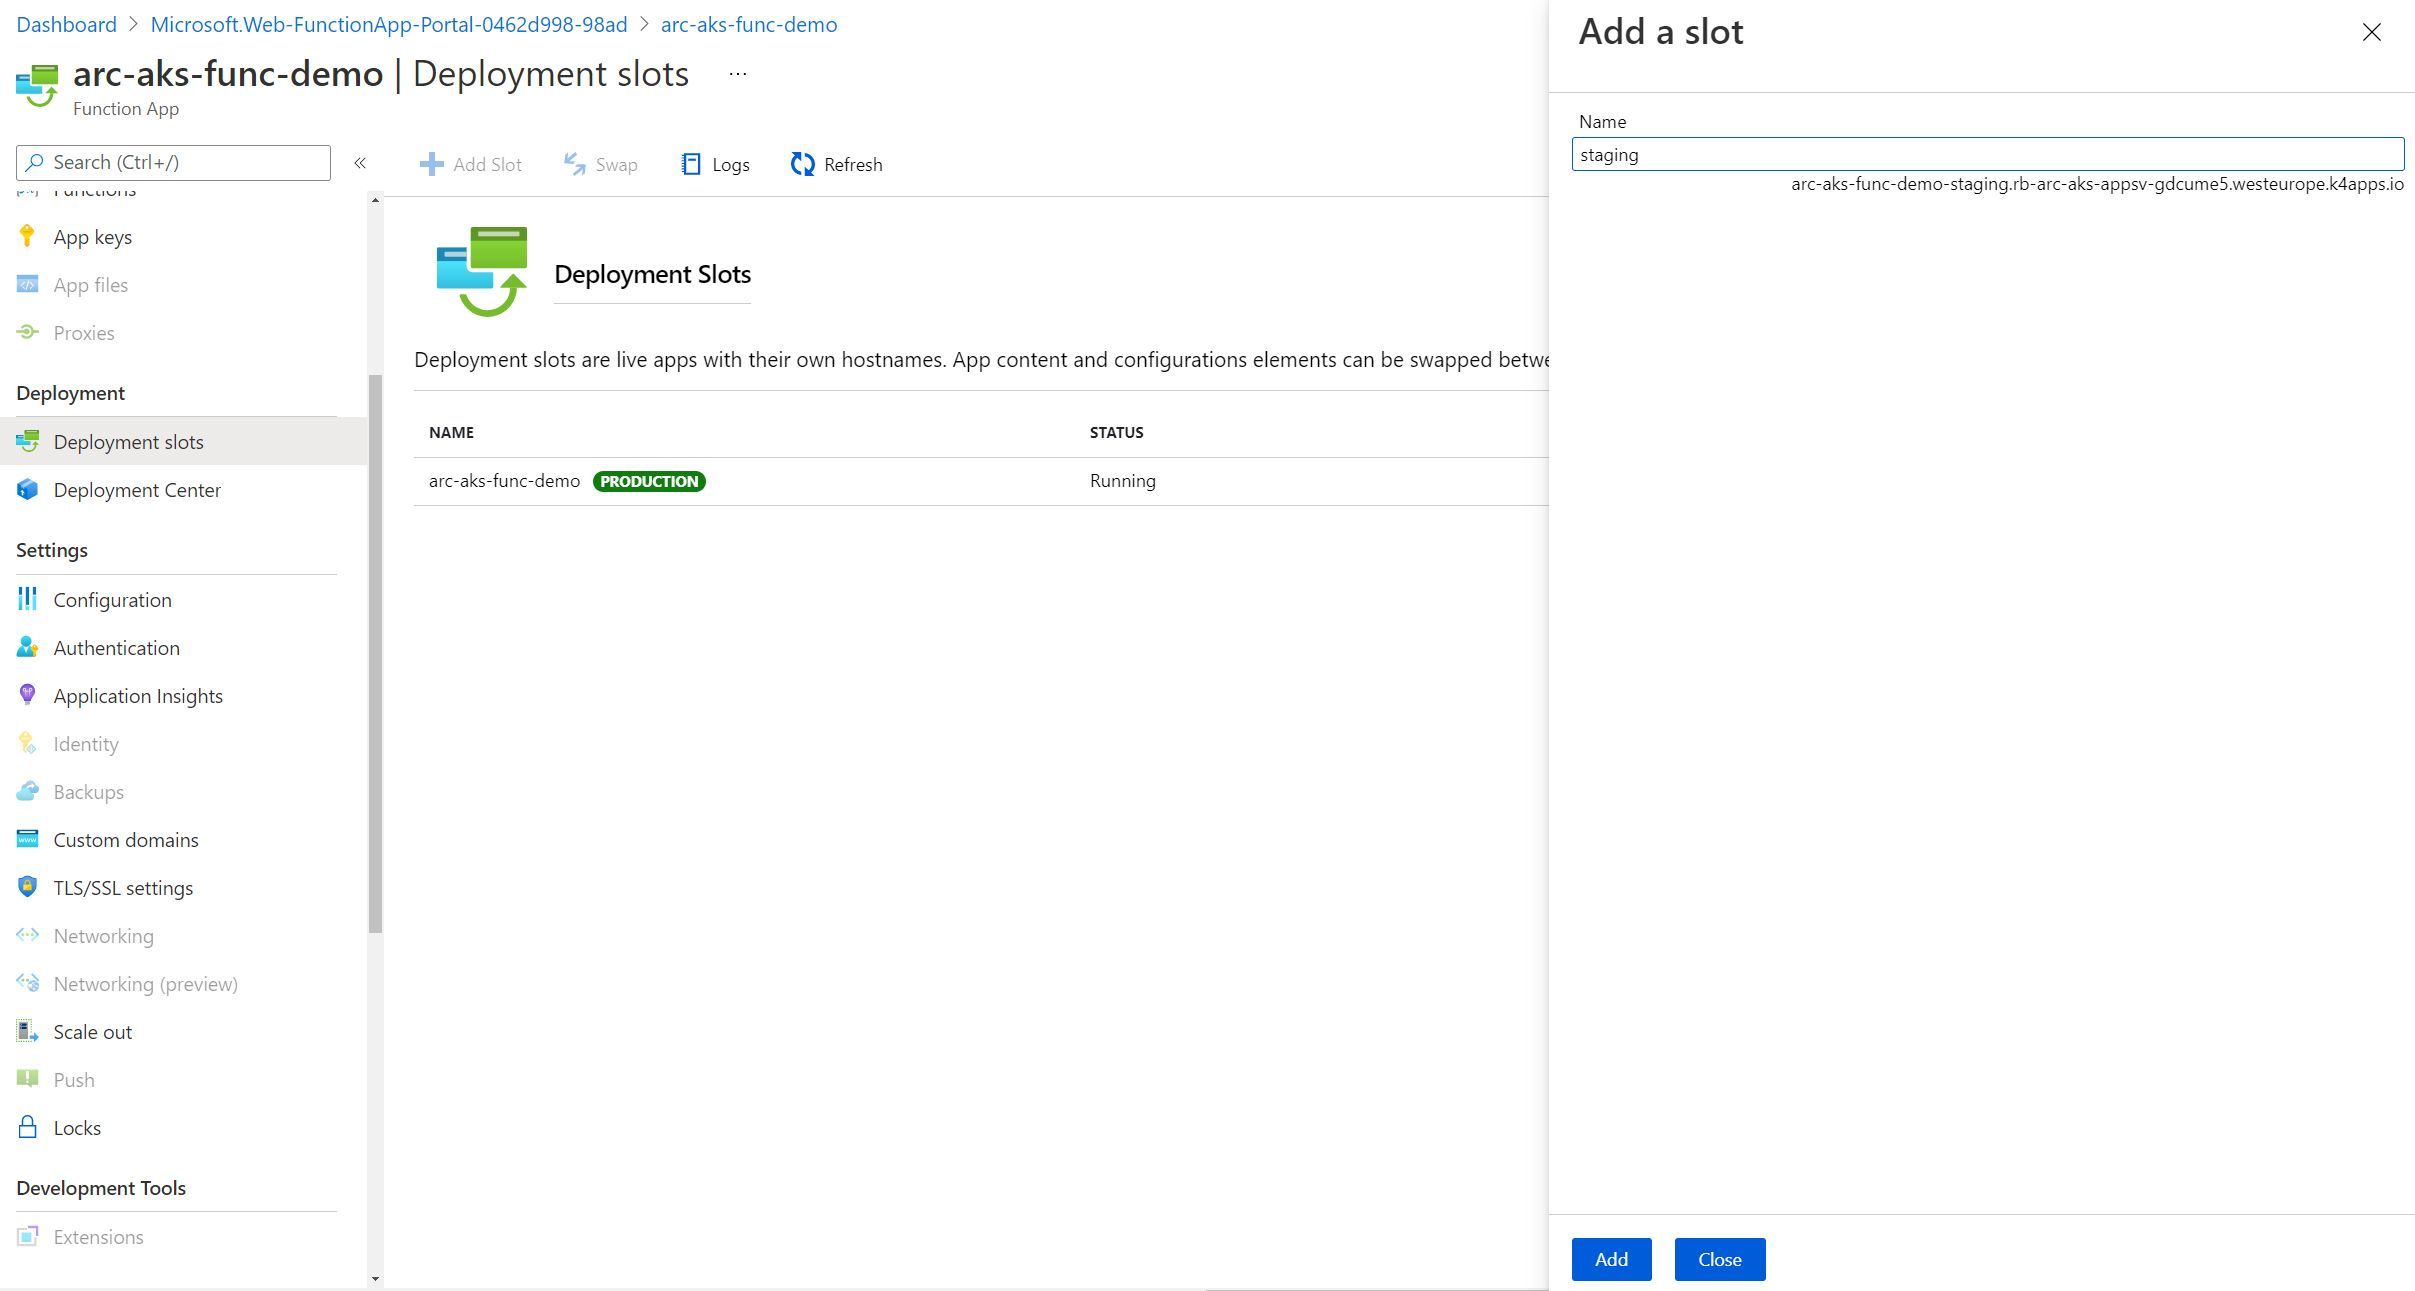 Dashboard > Microsoft.Web-FunctionApp-Portal-0462d998-98ad > arc-aks-func-demo
arc-aks-func-demo | Deployment slots ...
Function App
Search (Ctrl+/)
«
Functions
App keys
App files
Proxies
Deployment
Deployment slots
Deployment Center
Settings
Configuration
Authentication
Application Insights
Identity
Backups
Custom domains
TLS/SSL settings
Networking
Networking (preview)
Scale out
Push
Locks
Development Tools
Extensions
Add Slot
Swap
Logs
Refresh
Deployment Slots
Deployment slots are live apps with their own hostnames. App content and configurations elements can be swapped betwe
NAME STATUS
arc-aks-func-demo PRODUCTION Running
Add a slot
Name
staging
arc-aks-func-demo-staging.rb-arc-aks-appsv-gdcume5.westeurope.k4apps.io
Add Close